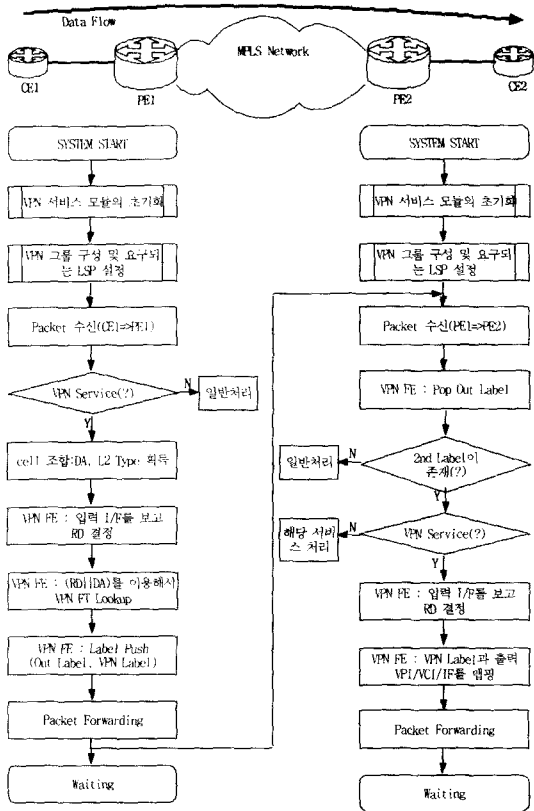 Data Flow
MPLS Network
CE1
PE1
PE2
CE2
SYSTEM START
VPN 서비스 모듈의 초기화
VPN 그룹 구성 및 요구되
는 LSP 설정
Packet 수신(CE1=>PE1)
VPN Service(?)
N
일반처리
Y
cell 조합:DA, L2 Type 획득
VPN FE : 입력 I/F를 보고
RD 결정
VPN FE : (RD||DA)를 이용해서
VPN FT Lookup
VPN FE : Label Push
(Out Label, VPN Label)
Packet Forwarding
Waiting
SYSTEM START
VPN 서비스 모듈의 초기화
VPN 그룹 구성 및 요구되
는 LSP 설정
Packet 수신(PE1=>PE2)
VPN FE : Pop Out Label
2nd Label이
존재(?)
N
일반처리
Y
VPN Service(?)
N
해당 서비
스 처리
Y
VPN FE : 입력 I/F를 보고
RD 결정
VPN FE : VPN Label과 출력
VPI/VCI/IF를 맵핑
Packet Forwarding
Waiting